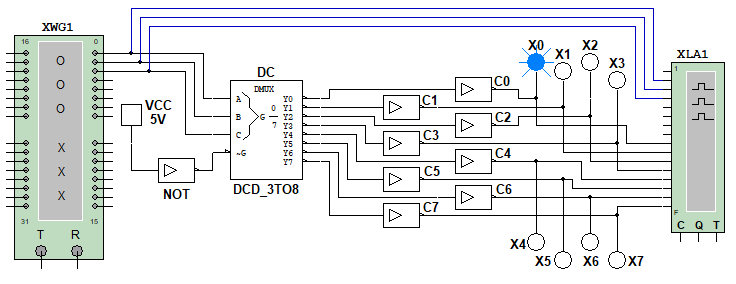 XWG1
16 0
O
O
O
O
X
X
X
X
31 15
T R
VCC
5V
NOT
DC
DMUX
A
B
C
~G
G
0
7
Y0
Y1
Y2
Y3
Y4
Y5
Y6
Y7
DCD_3TO8
C0
C1
C2
C3
C4
C5
C6
C7
X0
X1
X2
X3
X4
X5
X6
X7
XLA1
1
F
C Q T